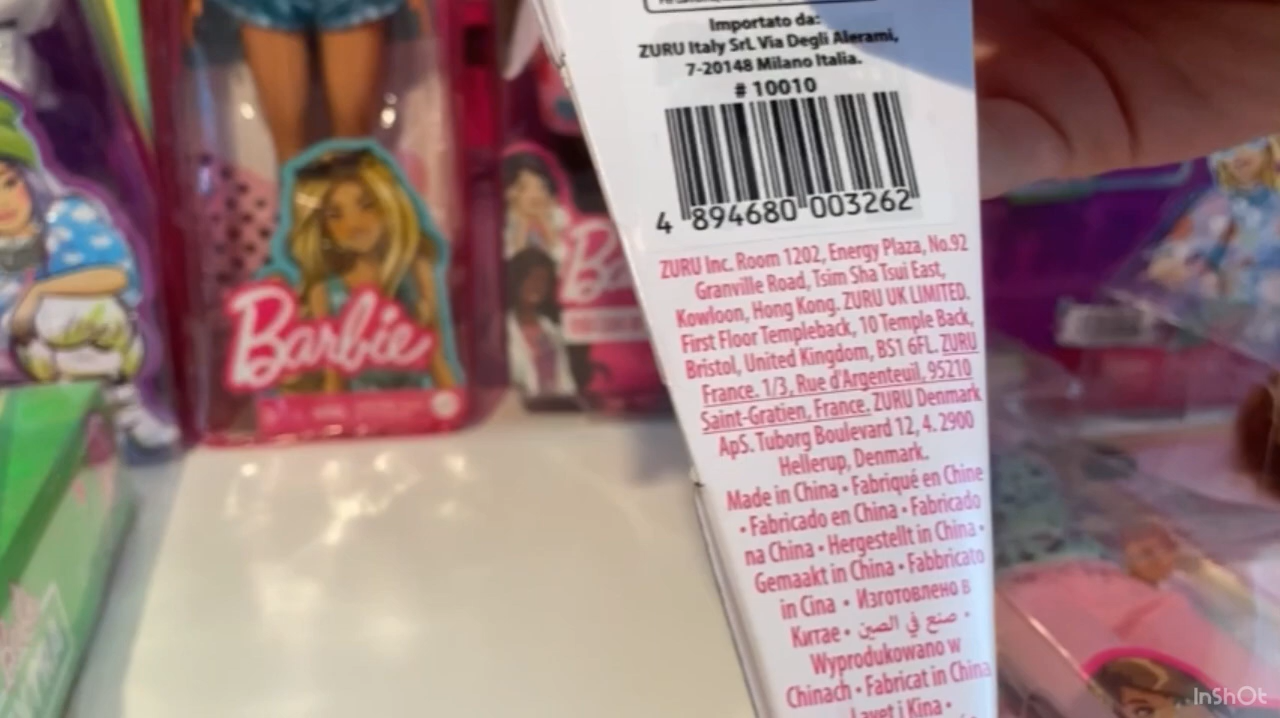 Importato da:
ZURU Italy SrL Via Degli Alerami,
7-20148 Milano Italia.
# 10010
4 894680 003262
ZURU Inc. Room 1202, Energy Plaza, No.92
Granville Road, Tsim Sha Tsui East,
Kowloon, Hong Kong. ZURU UK LIMITED.
First Floor Templeback, 10 Temple Back,
Bristol, United Kingdom, BS1 6FL. ZURU
France. 1/3, Rue d'Argenteuil, 95210
Saint-Gratien, France. ZURU Denmark
ApS. Tuborg Boulevard 12, 4. 2900
Hellerup, Denmark.
Made in China • Fabriqué en Chine
• Fabricado en China • Fabricado
na China • Hergestellt in China •
Gemaakt in China • Fabbricato
in Cina • Изготовлено в
Китае • صنع في الصين •
Wyprodukowano w
Chinach • Fabricat in China
Lavet i Kina •
Barbie
Ba
InShOt